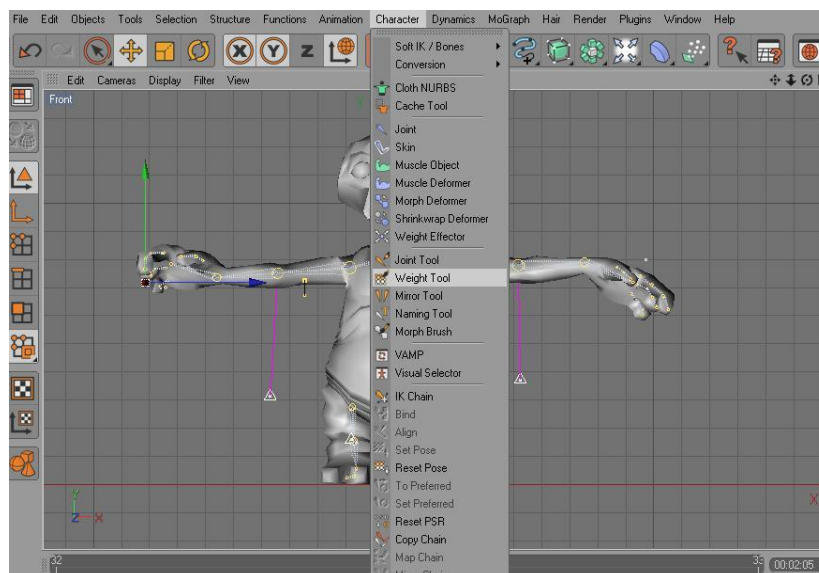 File Edit Objects Tools Selection Structure Functions Animation Character Dynamics MoGraph Hair Render Plugins Window Help
X Y Z
Edit Cameras Display Filter View
Front
Soft IK / Bones
Conversion
Cloth NURBS
Cache Tool
Joint
Skin
Muscle Object
Muscle Deformer
Morph Deformer
Shrinkwrap Deformer
Weight Effector
Joint Tool
Weight Tool
Mirror Tool
Naming Tool
Morph Brush
VAMP
Visual Selector
IK Chain
Bind
Align
Set Pose
Reset Pose
To Preferred
Set Preferred
Reset PSR
Copy Chain
Map Chain
Y
Z X
X
32
00:02:05